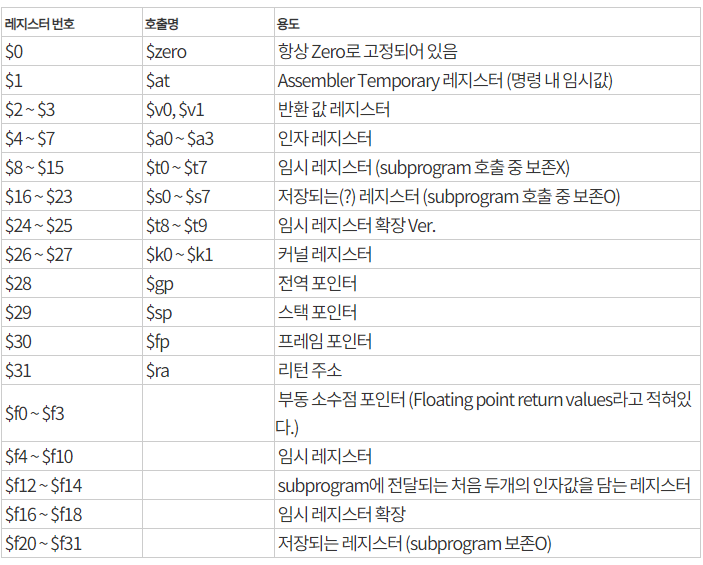 레지스터 번호 호출명 용도
$0 $zero 항상 Zero로 고정되어 있음
$1 $at Assembler Temporary 레지스터 (명령 내 임시값)
$2 ~ $3 $v0, $v1 반환 값 레지스터
$4 ~ $7 $a0 ~ $a3 인자 레지스터
$8 ~ $15 $t0 ~ $t7 임시 레지스터 (subprogram 호출 중 보존X)
$16 ~ $23 $s0 ~ $s7 저장되는(?) 레지스터 (subprogram 호출 중 보존O)
$24 ~ $25 $t8 ~ $t9 임시 레지스터 확장 Ver.
$26 ~ $27 $k0 ~ $k1 커널 레지스터
$28 $gp 전역 포인터
$29 $sp 스택 포인터
$30 $fp 프레임 포인터
$31 $ra 리턴 주소
$f0 ~ $f3 부동 소수점 포인터 (Floating point return values라고 적혀있
다.)
$f4 ~ $f10 임시 레지스터
$f12 ~ $f14 subprogram에 전달되는 처음 두개의 인자값을 담는 레지스터
$f16 ~ $f18 임시 레지스터 확장
$f20 ~ $f31 저장되는 레지스터 (subprogram 보존O)